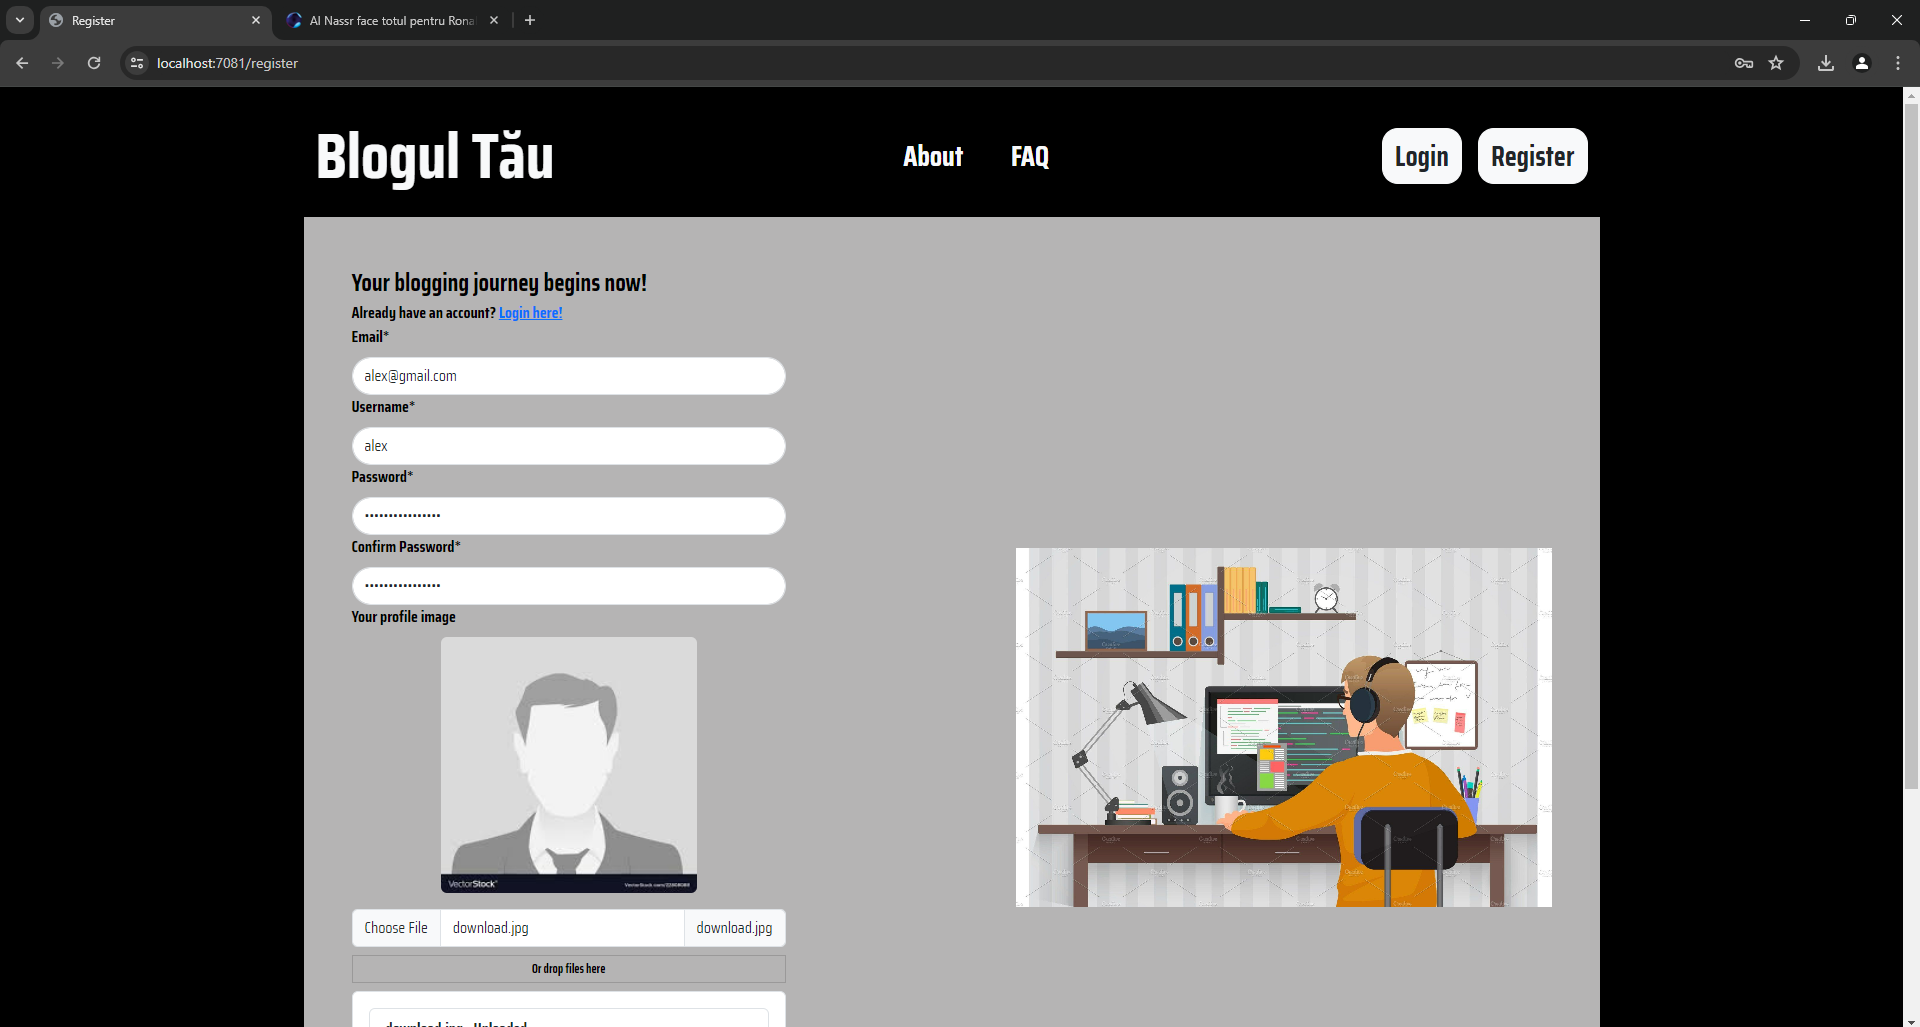 Register
Al Nassr face totul pentru Rona
localhost:7081/register
Blogul Tău
About
FAQ
Login
Register
Your blogging journey begins now!
Already have an account? Login here!
Email*
alex@gmail.com
Username*
alex
Password*
••••••••••••••••
Confirm Password*
••••••••••••••••
Your profile image
VectorStock®
Choose File
download.jpg
download.jpg
Or drop files here